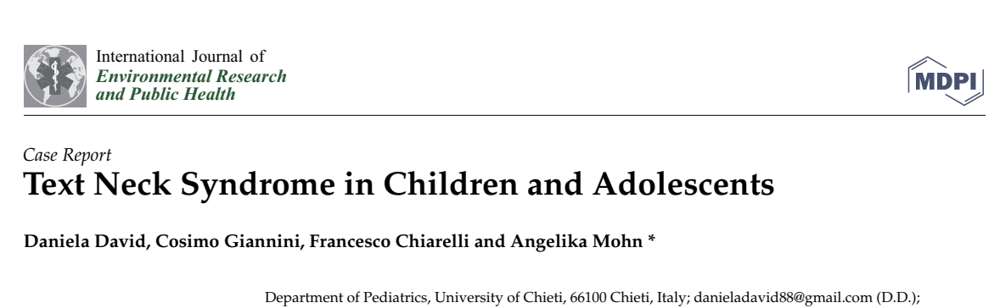 International Journal of
Environmental Research
and Public Health
MDPI
Case Report
Text Neck Syndrome in Children and Adolescents
Daniela David, Cosimo Giannini, Francesco Chiarelli and Angelika Mohn *
Department of Pediatrics, University of Chieti, 66100 Chieti, Italy; danieladavid88@gmail.com (D.D.);